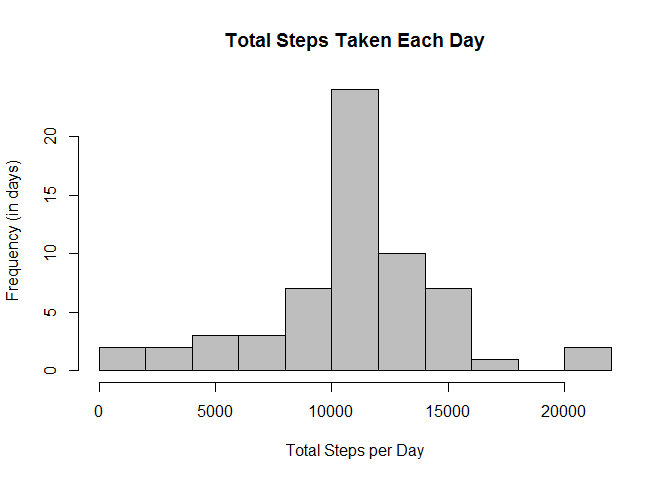 Total Steps Taken Each Day
Frequency (in days)
20
15
10
5
0
0 5000 10000 15000 20000
Total Steps per Day